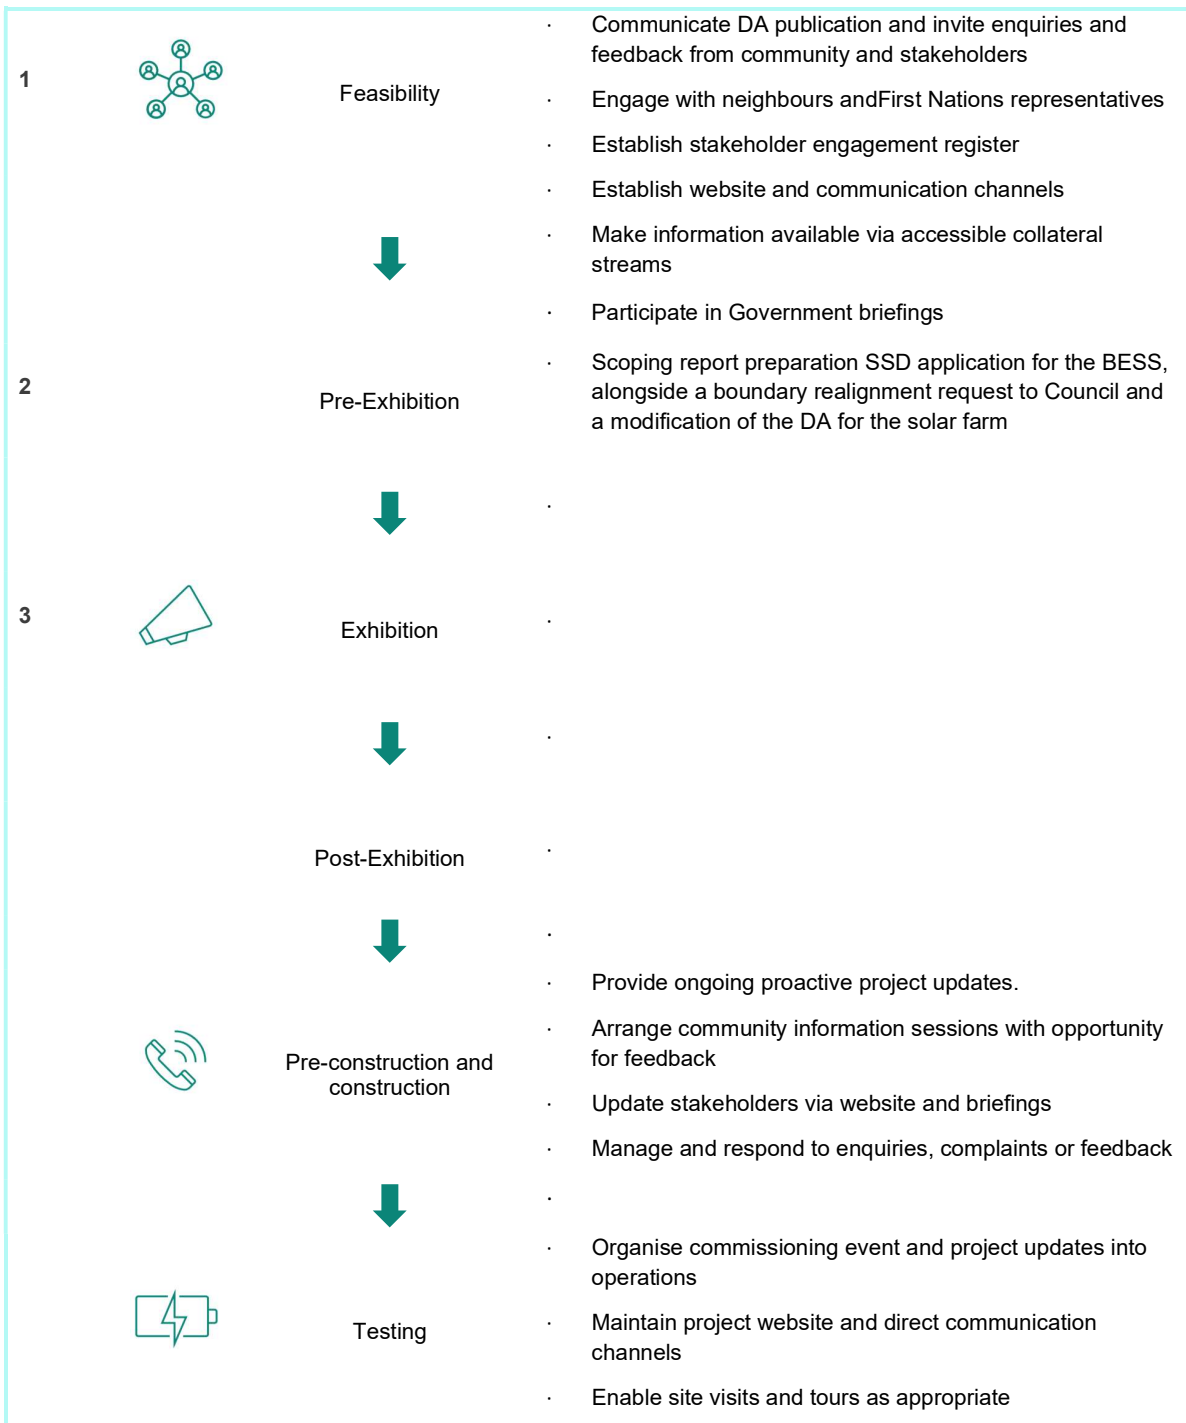 1
Feasibility
· Communicate DA publication and invite enquiries and
feedback from community and stakeholders
· Engage with neighbours andFirst Nations representatives
· Establish stakeholder engagement register
· Establish website and communication channels
· Make information available via accessible collateral
streams
· Participate in Government briefings
2
Pre-Exhibition
· Scoping report preparation SSD application for the BESS,
alongside a boundary realignment request to Council and
a modification of the DA for the solar farm
·
3
Exhibition
·
·
Post-Exhibition
·
·
Pre-construction and
construction
· Provide ongoing proactive project updates.
· Arrange community information sessions with opportunity
for feedback
· Update stakeholders via website and briefings
· Manage and respond to enquiries, complaints or feedback
·
Testing
· Organise commissioning event and project updates into
operations
· Maintain project website and direct communication
channels
· Enable site visits and tours as appropriate